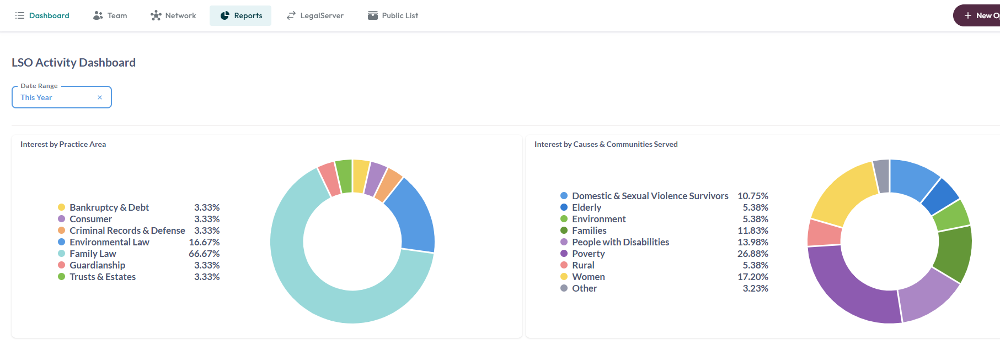 Dashboard Team Network Reports LegalServer Public List + New O
LSO Activity Dashboard
Date Range
This Year ×
Interest by Practice Area
Bankruptcy & Debt 3.33%
Consumer 3.33%
Criminal Records & Defense 3.33%
Environmental Law 16.67%
Family Law 66.67%
Guardianship 3.33%
Trusts & Estates 3.33%
Interest by Causes & Communities Served
Domestic & Sexual Violence Survivors 10.75%
Elderly 5.38%
Environment 5.38%
Families 11.83%
People with Disabilities 13.98%
Poverty 26.88%
Rural 5.38%
Women 17.20%
Other 3.23%